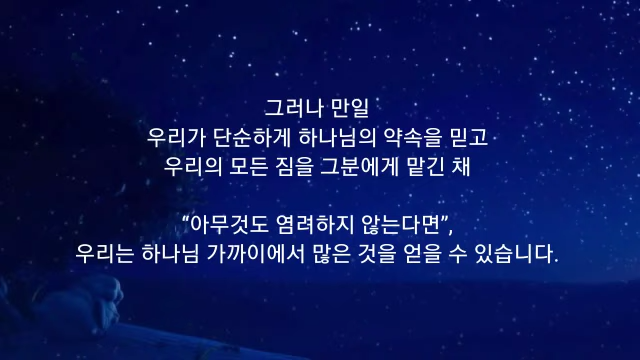 그러나 만일
우리가 단순하게 하나님의 약속을 믿고
우리의 모든 짐을 그분에게 맡긴 채
“아무것도 염려하지 않는다면”,
우리는 하나님 가까이에서 많은 것을 얻을 수 있습니다.